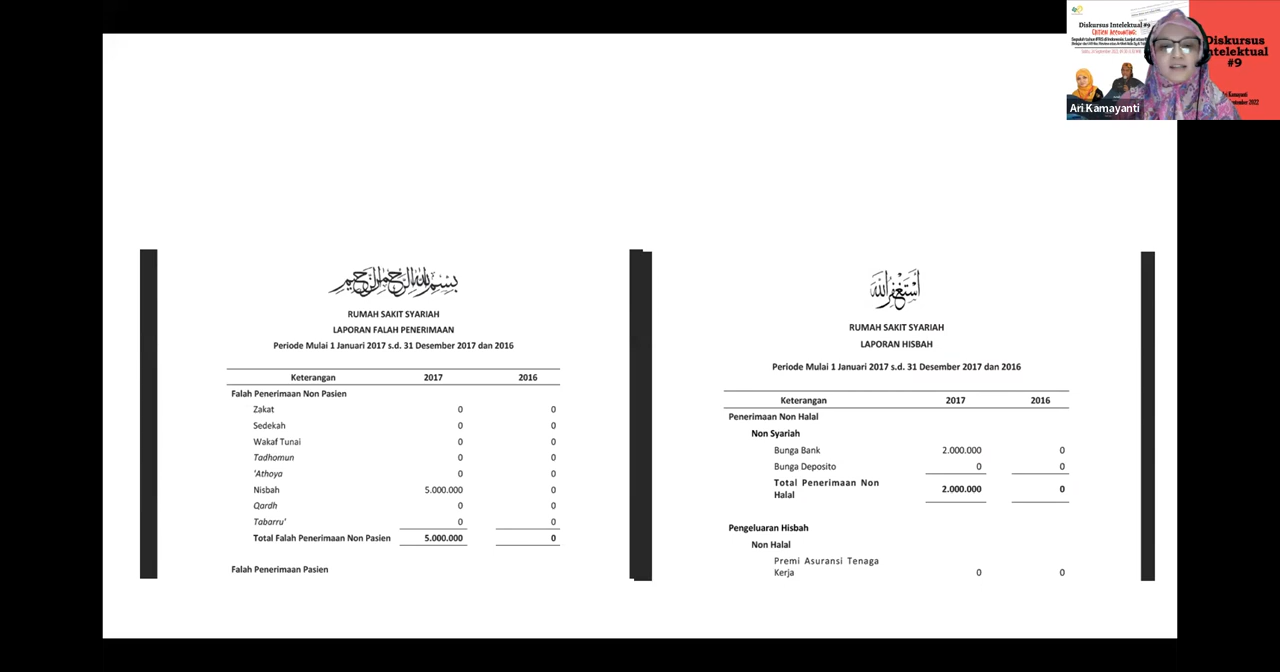 Diskursus Intelektual #9
Diskursus
Intelektual
#9
Ari Kamayanti
بسم الله الرحمن الرحيم
RUMAH SAKIT SYARIAH
LAPORAN FALAH PENERIMAAN
Periode Mulai 1 Januari 2017 s.d. 31 Desember 2017 dan 2016
Keterangan 2017 2016
Falah Penerimaan Non Pasien
Zakat 0 0
Sedekah 0 0
Wakaf Tunai 0 0
Tadhomun 0 0
'Athoya 0 0
Nisbah 5.000.000 0
Qardh 0 0
Tabarru' 0 0
Total Falah Penerimaan Non Pasien 5.000.000 0
Falah Penerimaan Pasien
أَسْتَغْفِرُ اللّٰه
RUMAH SAKIT SYARIAH
LAPORAN HISBAH
Periode Mulai 1 Januari 2017 s.d. 31 Desember 2017 dan 2016
Keterangan 2017 2016
Penerimaan Non Halal
Non Syariah
Bunga Bank 2.000.000 0
Bunga Deposito 0 0
Total Penerimaan Non
Halal 2.000.000 0
Pengeluaran Hisbah
Non Halal
Premi Asuransi Tenaga
Kerja 0 0